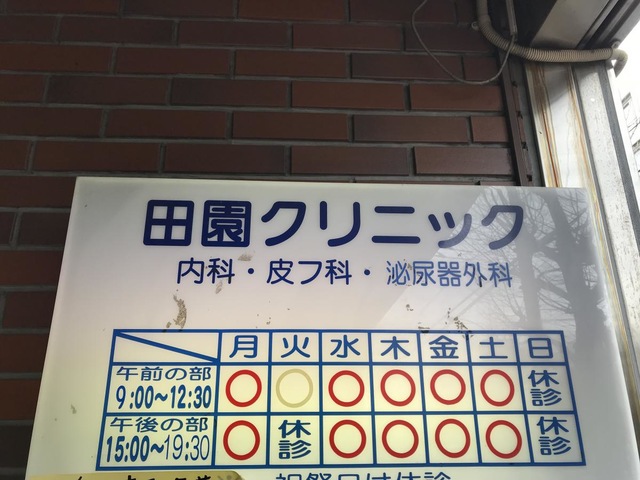 田園クリニック
内科・皮フ科・泌尿器外科
月 火 水 木 金 土 日
午前の部 9:00〜12:30 ○ ○ ○ ○ ○ ○ 休診
午後の部 15:00〜19:30 ○ 休診 ○ ○ ○ ○ 休診
祝祭日は休診